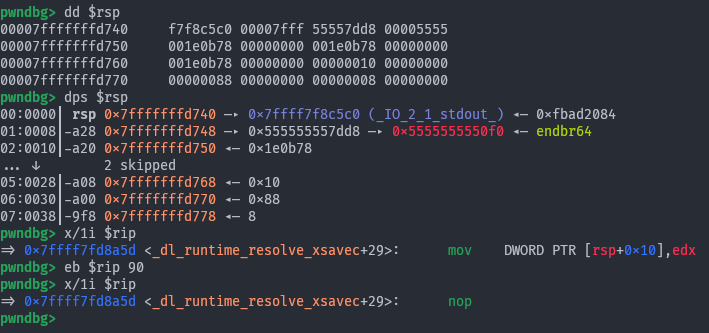 pwndbg> dd $rsp
00007fffffffd740     f7f8c5c0 00007fff 55557dd8 00005555
00007fffffffd750     001e0b78 00000000 001e0b78 00000000
00007fffffffd760     001e0b78 00000000 00000010 00000000
00007fffffffd770     00000088 00000000 00000008 00000000
pwndbg> dps $rsp
00:0000│ rsp 0x7fffffffd740 —▸ 0x7ffff7f8c5c0 (_IO_2_1_stdout_) ◂— 0xfbad2084
01:0008│-a28 0x7fffffffd748 —▸ 0x555555557dd8 —▸ 0x5555555550f0 ◂— endbr64
02:0010│-a20 0x7fffffffd750 ◂— 0x1e0b78
... ↓        2 skipped
05:0028│-a08 0x7fffffffd768 ◂— 0x10
06:0030│-a00 0x7fffffffd770 ◂— 0x88
07:0038│-9f8 0x7fffffffd778 ◂— 8
pwndbg> x/1i $rip
=> 0x7ffff7fd8a5d <_dl_runtime_resolve_xsavec+29>:    mov    DWORD PTR [rsp+0x10],edx
pwndbg> eb $rip 90
pwndbg> x/1i $rip
=> 0x7ffff7fd8a5d <_dl_runtime_resolve_xsavec+29>:    nop
pwndbg>